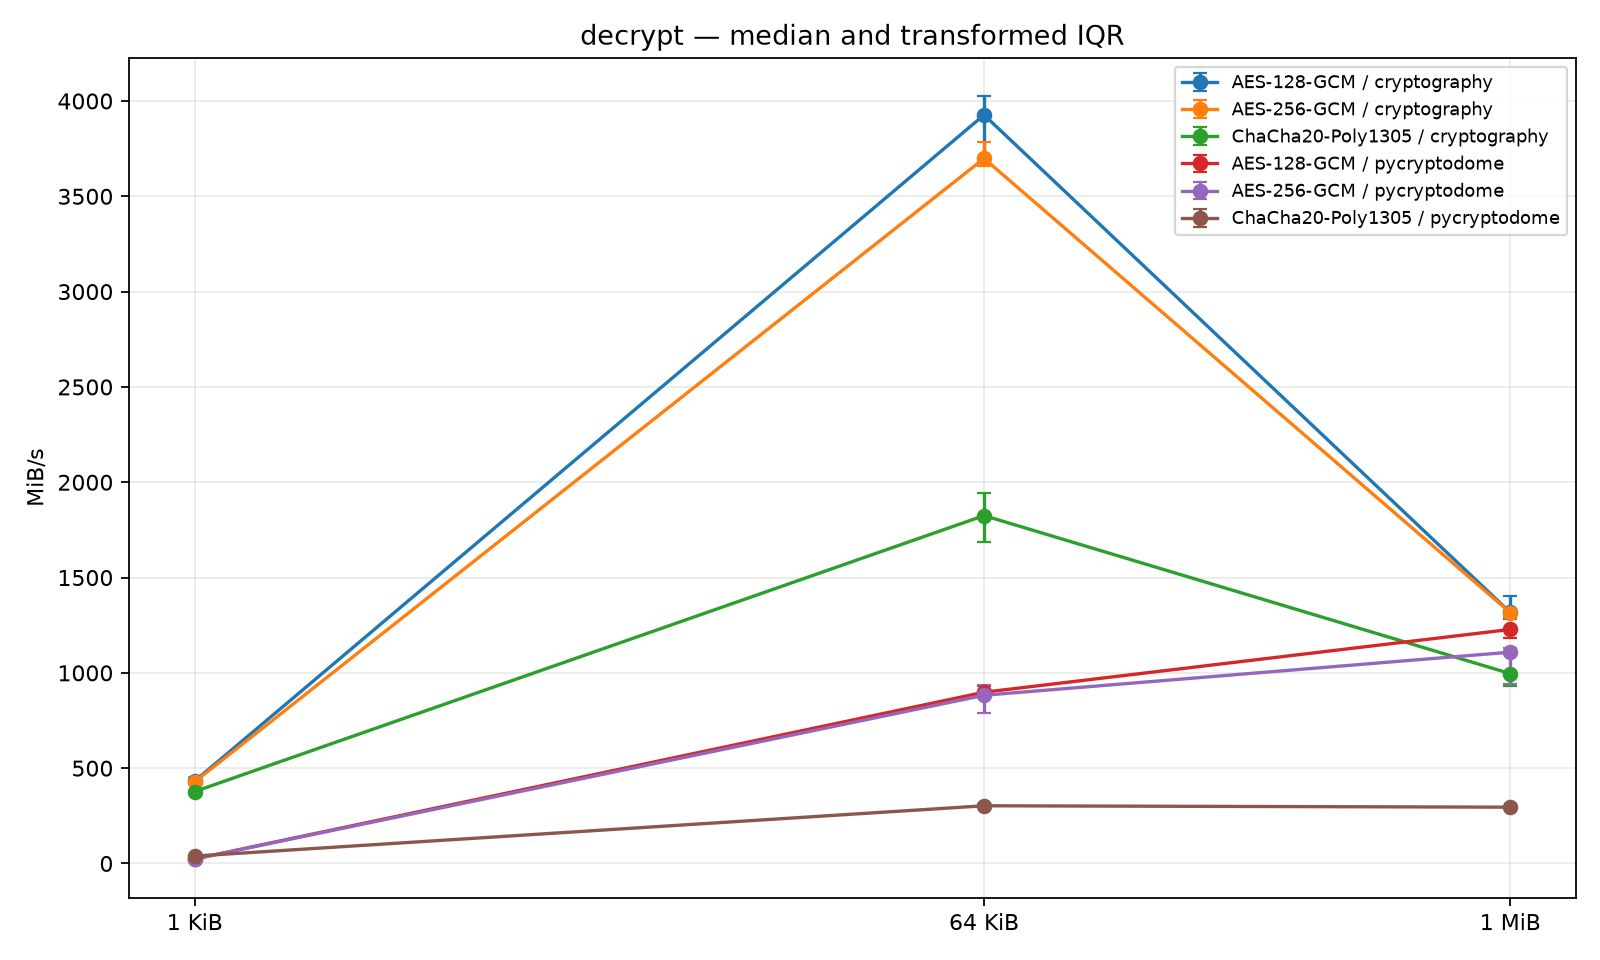 decrypt — median and transformed IQR
AES-128-GCM / cryptography
AES-256-GCM / cryptography
ChaCha20-Poly1305 / cryptography
AES-128-GCM / pycryptodome
AES-256-GCM / pycryptodome
ChaCha20-Poly1305 / pycryptodome
MiB/s
4000
3500
3000
2500
2000
1500
1000
500
0
1 KiB 64 KiB 1 MiB